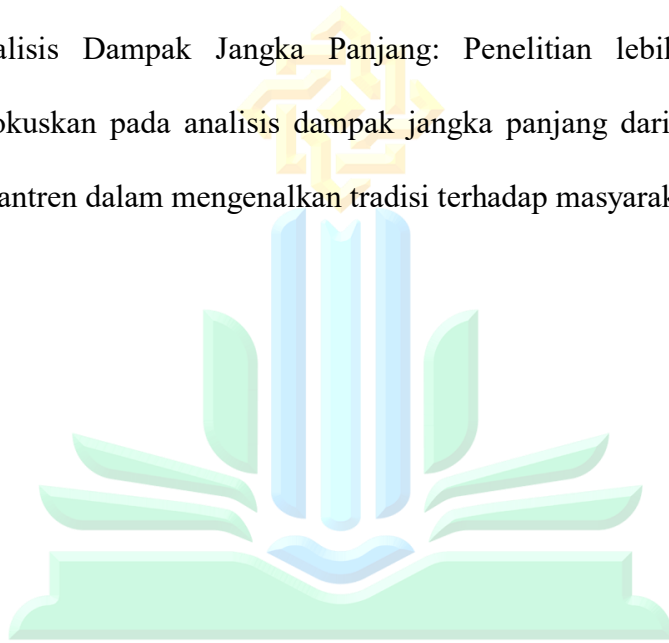 alisis Dampak Jangka Panjang: Penelitian lebih
okuskan pada analisis dampak jangka panjang dari
antren dalam mengenalkan tradisi terhadap masyarak